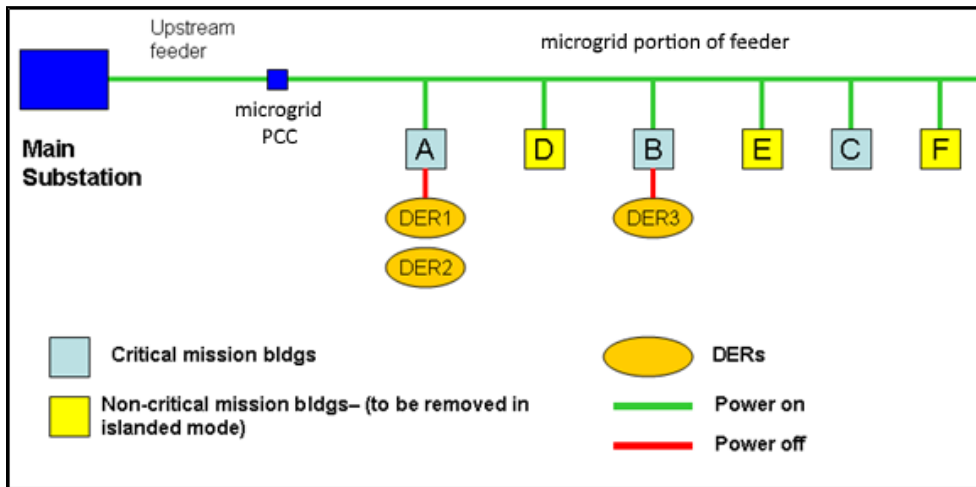 Upstream
feeder
microgrid portion of feeder
microgrid
PCC
Main
Substation
A
D
B
E
C
F
DER1
DER3
DER2
Critical mission bldgs
DERs
Non-critical mission bldgs– (to be removed in
islanded mode)
Power on
Power off